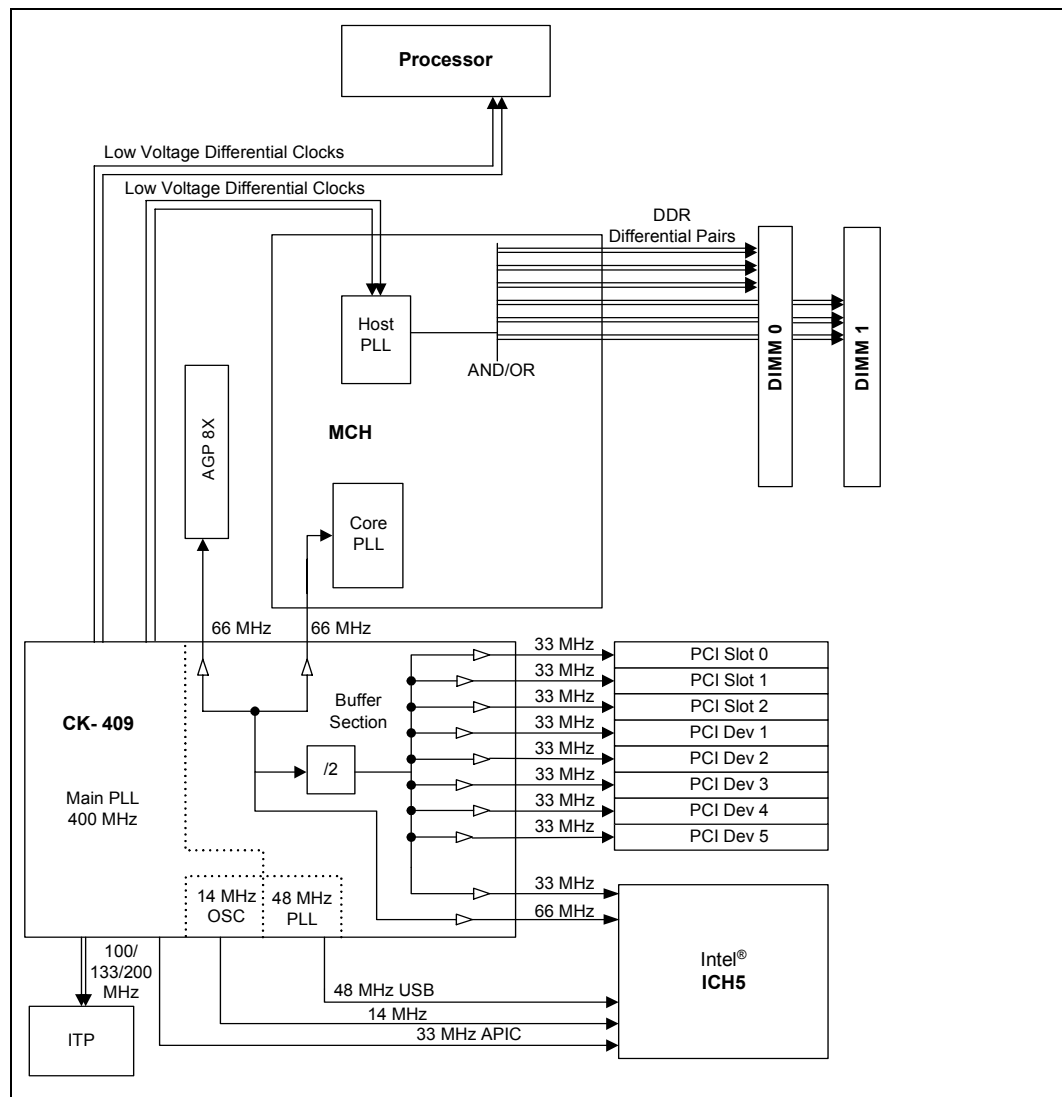 Processor
Low Voltage Differential Clocks
Low Voltage Differential Clocks
DDR
Differential Pairs
Host
PLL
AND/OR
DIMM 0
DIMM 1
MCH
AGP 8X
Core
PLL
66 MHz
66 MHz
33 MHz
PCI Slot 0
33 MHz
PCI Slot 1
33 MHz
PCI Slot 2
33 MHz
PCI Dev 1
33 MHz
PCI Dev 2
33 MHz
PCI Dev 3
33 MHz
PCI Dev 4
33 MHz
PCI Dev 5
Buffer
Section
CK- 409
/2
Main PLL
400 MHz
14 MHz
OSC
48 MHz
PLL
33 MHz
66 MHz
100/
133/200
MHz
Intel®
ICH5
48 MHz USB
14 MHz
33 MHz APIC
ITP